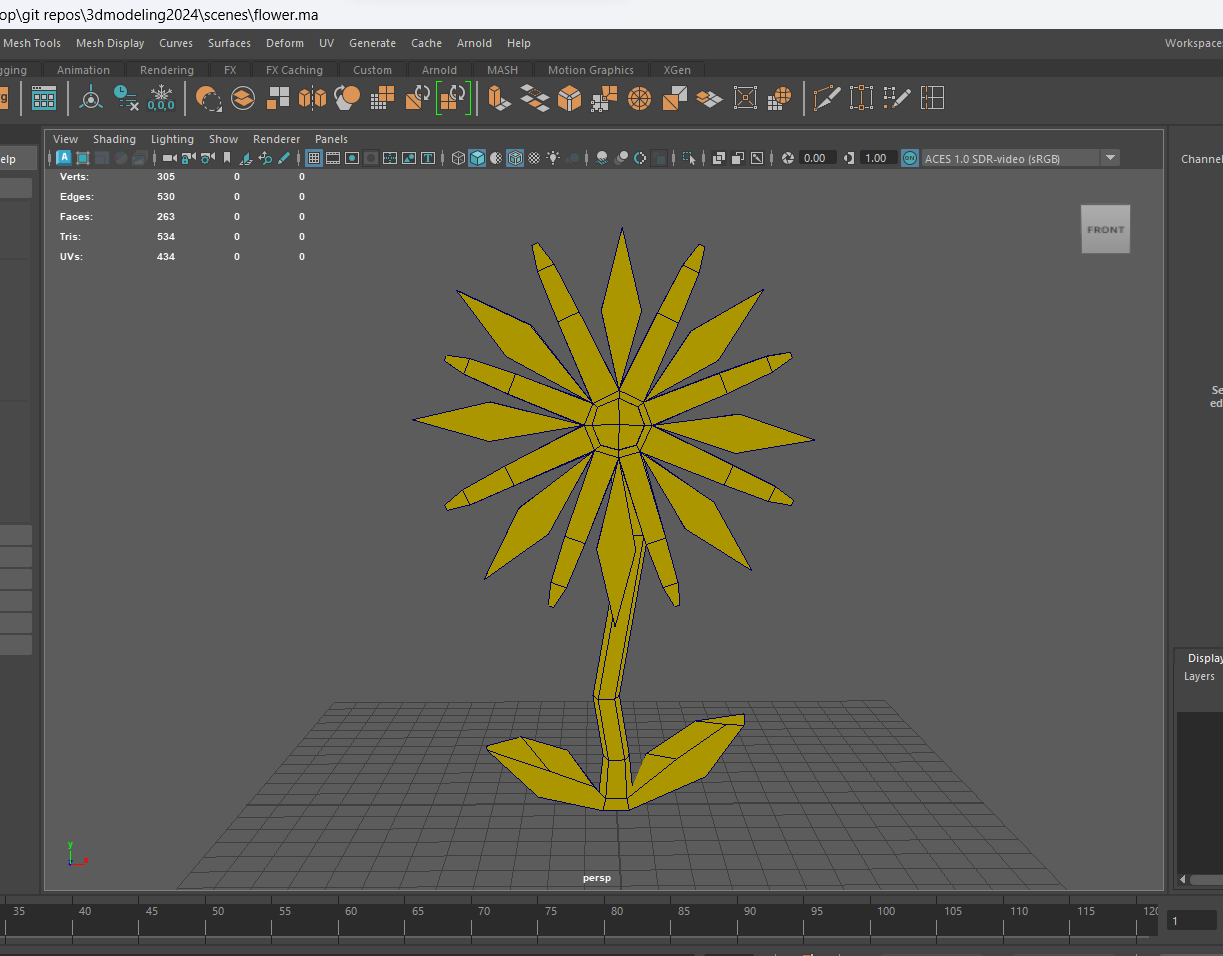 op\git repos\3dmodeling2024\scenes\flower.ma
Mesh Tools Mesh Display Curves Surfaces Deform UV Generate Cache Arnold Help Workspace
gging Animation Rendering FX FX Caching Custom Arnold MASH Motion Graphics XGen
0,0,0
View Shading Lighting Show Renderer Panels
elp
A T 0.00 1.00 ON ACES 1.0 SDR-video (sRGB)
Channel
Verts: 305 0 0
Edges: 530 0 0
Faces: 263 0 0
Tris: 534 0 0
UVs: 434 0 0
FRONT
Se
ed
Display
Layers
y
x
persp
35 40 45 50 55 60 65 70 75 80 85 90 95 100 105 110 115 120
1